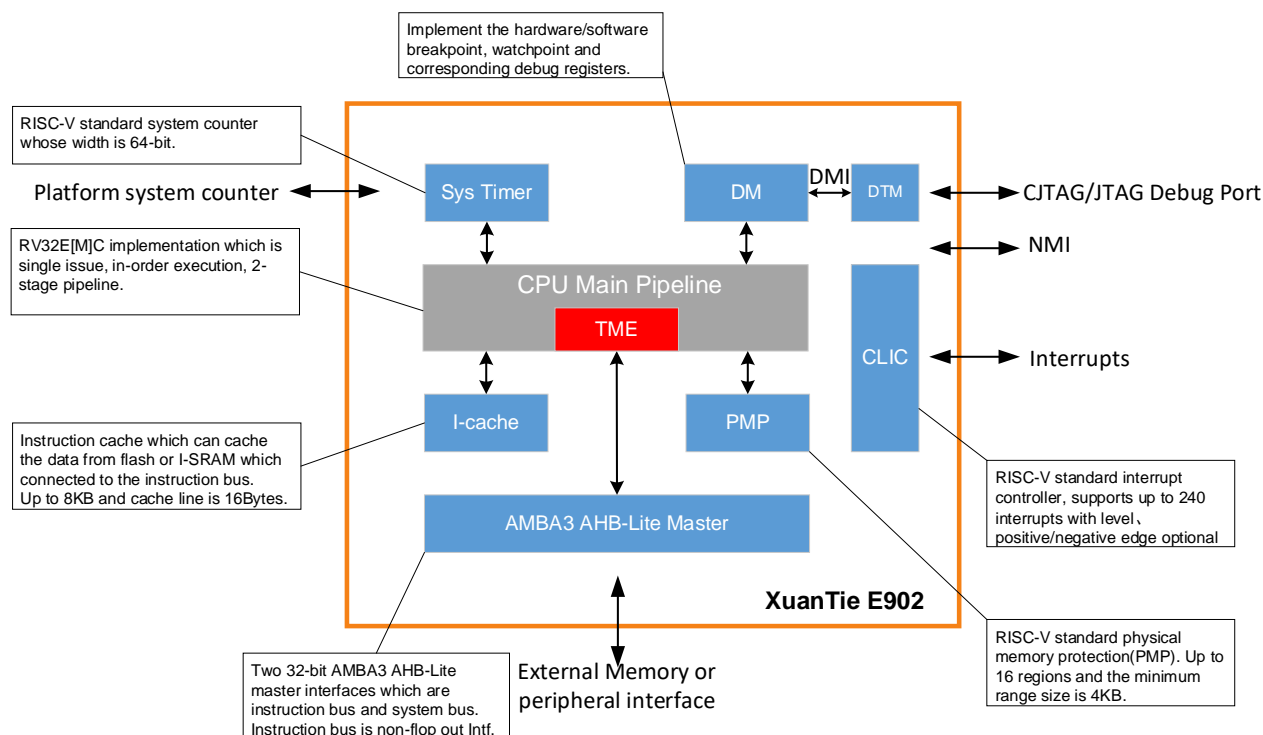 Implement the hardware/software
breakpoint, watchpoint and
corresponding debug registers.
RISC-V standard system counter
whose width is 64-bit.
Platform system counter
Sys Timer
DM
DMI
DTM
CJTAG/JTAG Debug Port
NMI
RV32E[M]C implementation which is
single issue, in-order execution, 2-
stage pipeline.
CPU Main Pipeline
TME
CLIC
Interrupts
I-cache
PMP
Instruction cache which can cache
the data from flash or I-SRAM which
connected to the instruction bus.
Up to 8KB and cache line is 16Bytes.
RISC-V standard interrupt
controller, supports up to 240
interrupts with level、
positive/negative edge optional
AMBA3 AHB-Lite Master
XuanTie E902
RISC-V standard physical
memory protection(PMP). Up to
16 regions and the minimum
range size is 4KB.
Two 32-bit AMBA3 AHB-Lite
master interfaces which are
instruction bus and system bus.
Instruction bus is non-flop out Intf.
External Memory or
peripheral interface